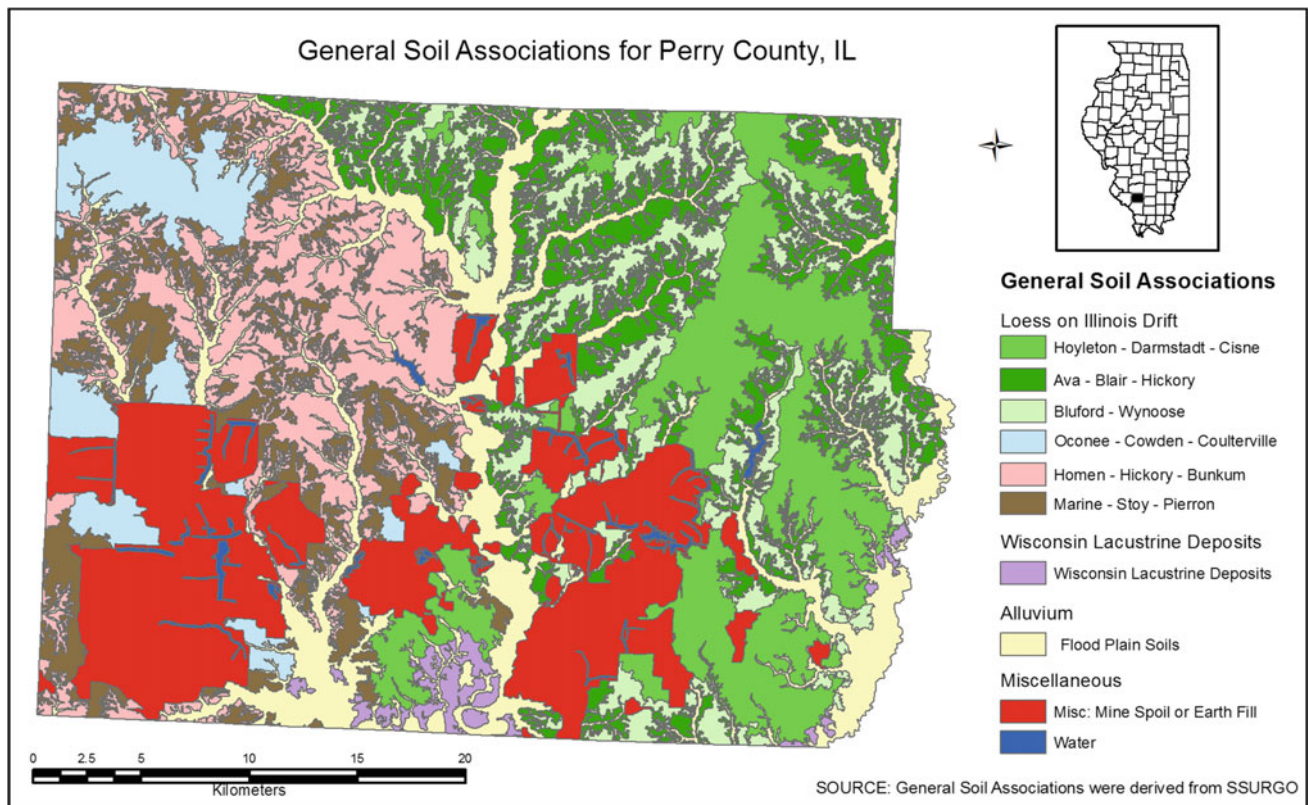 General Soil Associations for Perry County, IL
General Soil Associations
Loess on Illinois Drift
Hoyleton - Darmstadt - Cisne
Ava - Blair - Hickory
Bluford - Wynoose
Oconee - Cowden - Coulterville
Homen - Hickory - Bunkum
Marine - Stoy - Pierron
Wisconsin Lacustrine Deposits
Wisconsin Lacustrine Deposits
Alluvium
Flood Plain Soils
Miscellaneous
Misc: Mine Spoil or Earth Fill
Water
0 2.5 5 10 15 20
Kilometers
SOURCE: General Soil Associations were derived from SSURGO